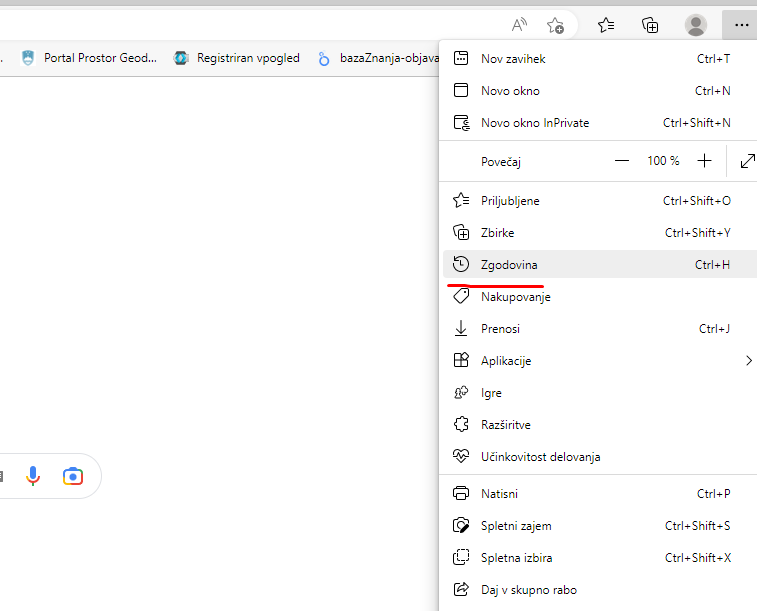 Portal Prostor Geod...
Registriran vpogled
bazaZnanja-objava
Nov zavihek Ctrl+T
Novo okno Ctrl+N
Novo okno InPrivate Ctrl+Shift+N
Povečaj 100 %
Priljubljene Ctrl+Shift+O
Zbirke Ctrl+Shift+Y
Zgodovina Ctrl+H
Nakupovanje
Prenosi Ctrl+J
Aplikacije
Igre
Razširitve
Učinkovitost delovanja
Natisni Ctrl+P
Spletni zajem Ctrl+Shift+S
Spletna izbira Ctrl+Shift+X
Daj v skupno rabo